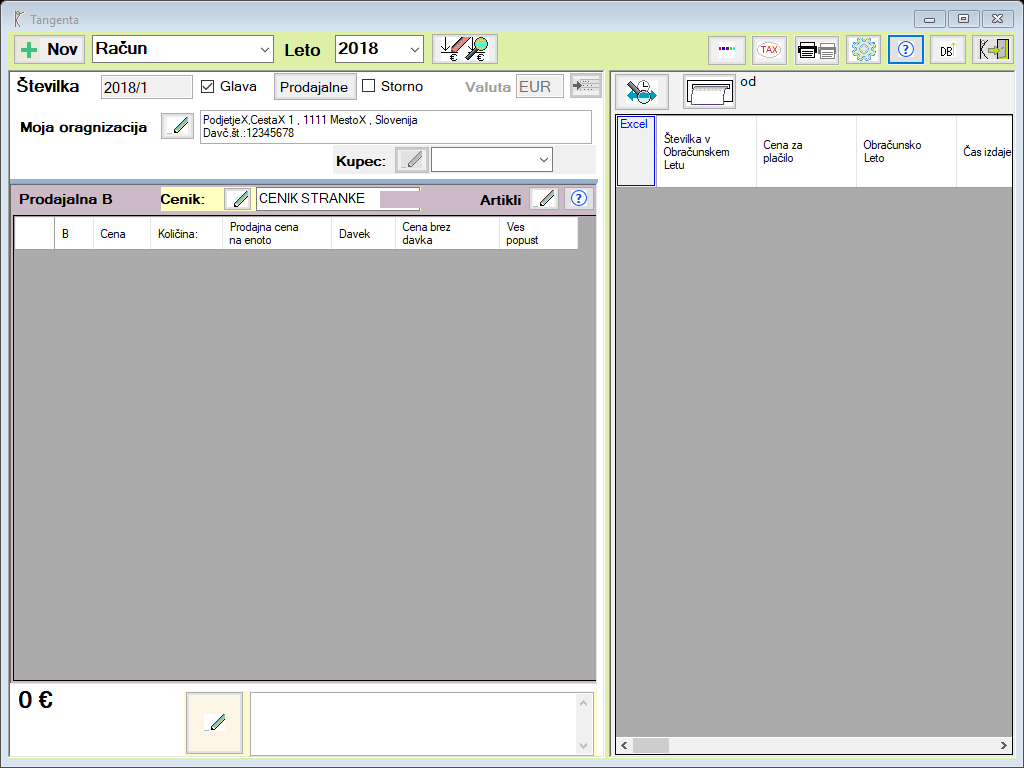 Tangenta
Nov
Račun
Leto
2018
€
€
TAX
?
DB
Številka
2018/1
Glava
Prodajalne
Storno
Valuta
EUR
Moja oragnizacija
PodjetjeX,CestaX 1 , 1111 MestoX , Slovenija
Davč.št.:12345678
Kupec:
Prodajalna B
Cenik:
CENIK STRANKE
Artikli
?
B
Cena
Količina:
Prodajna cena
na enoto
Davek
Cena brez
davka
Ves
popust
0 €
od
Excel
Številka v
Obračunskem
Letu
Cena za
plačilo
Obračunsko
Leto
Čas izdaje